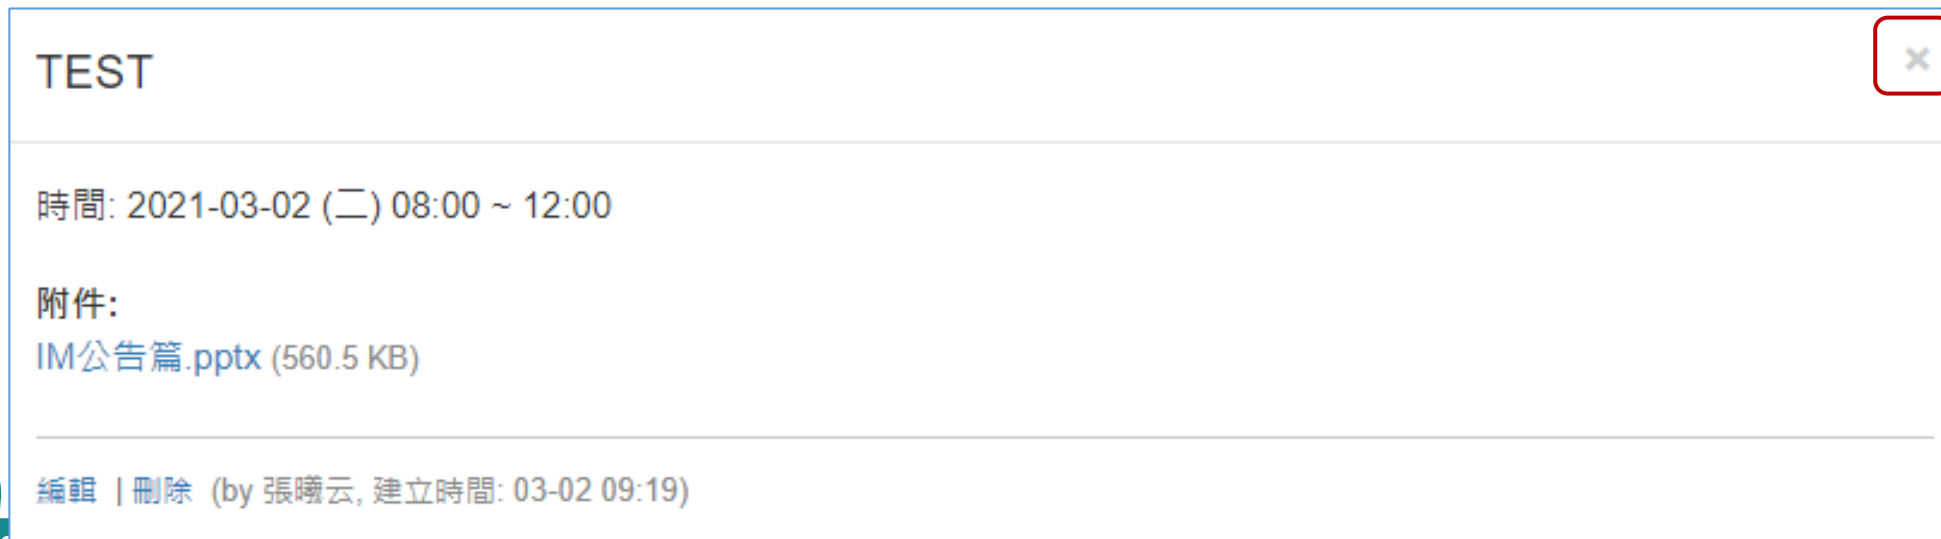 TEST
×
時間: 2021-03-02 (二) 08:00 ~ 12:00
附件:
IM公告篇.pptx (560.5 KB)
編輯 | 刪除 (by 張曦云, 建立時間: 03-02 09:19)